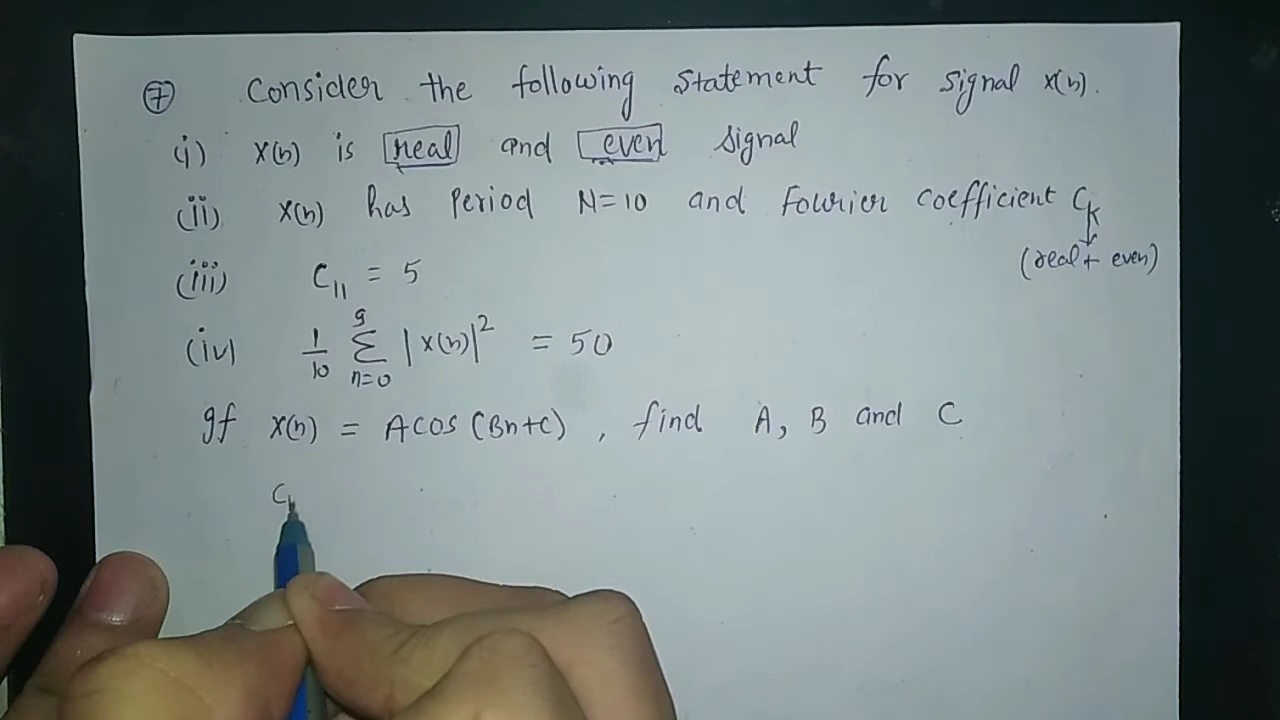 ⑦ Consider the following statement for signal x(n).
(i) x(n) is real and even signal
(ii) x(n) has Period N=10 and Fourier coefficient Cₖ
(real + even)
(iii) C₁₁ = 5
(iv) 1/10 Σ_{n=0}^{9} |x(n)|² = 50
If x(n) = A cos (Bn+C) , find A, B and C
C₁